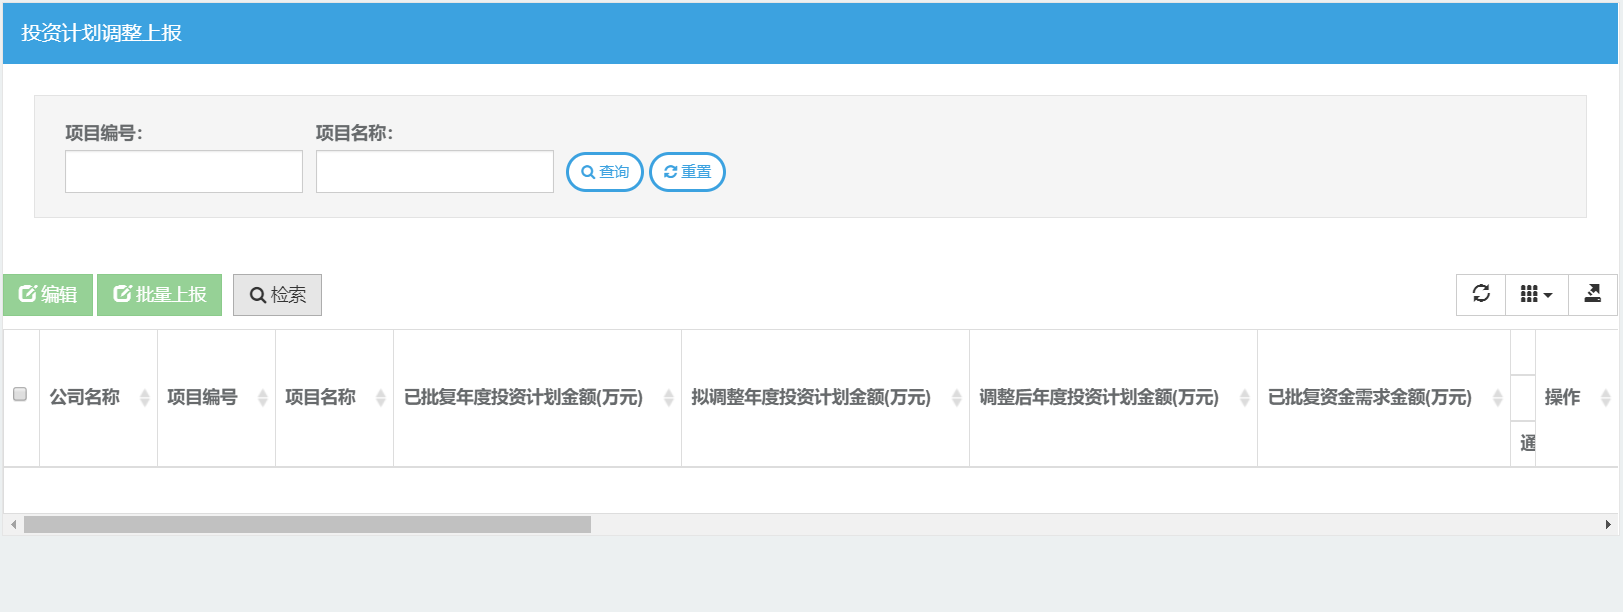 投资计划调整上报
项目编号:
项目名称:
查询
重置
编辑
批量上报
检索
公司名称
项目编号
项目名称
已批复年度投资计划金额(万元)
拟调整年度投资计划金额(万元)
调整后年度投资计划金额(万元)
已批复资金需求金额(万元)
通
操作